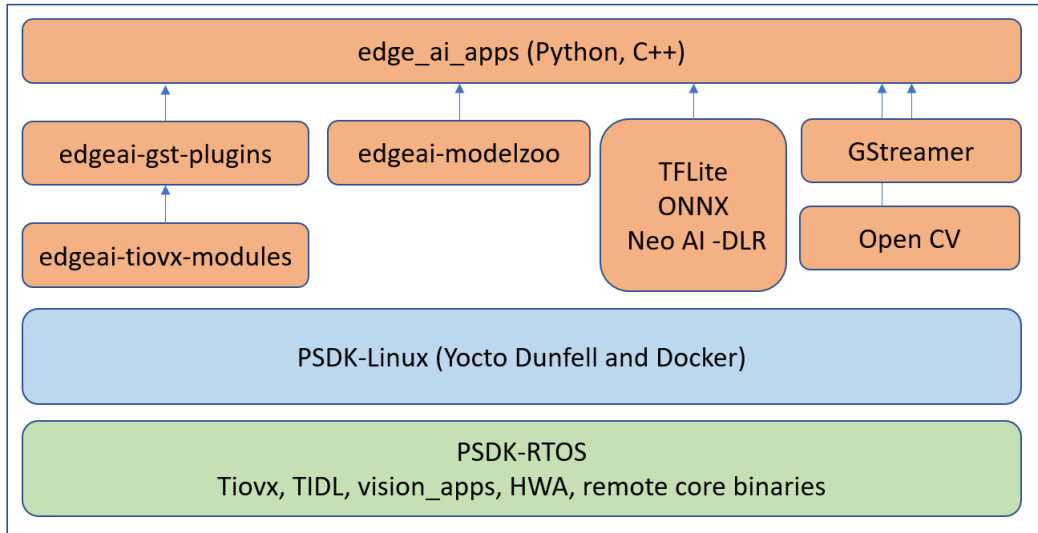 edge_ai_apps (Python, C++)
edgeai-gst-plugins
edgeai-modelzoo
TFLite
ONNX
Neo AI -DLR
GStreamer
edgeai-tiovx-modules
Open CV
PSDK-Linux (Yocto Dunfell and Docker)
PSDK-RTOS
Tiovx, TIDL, vision_apps, HWA, remote core binaries